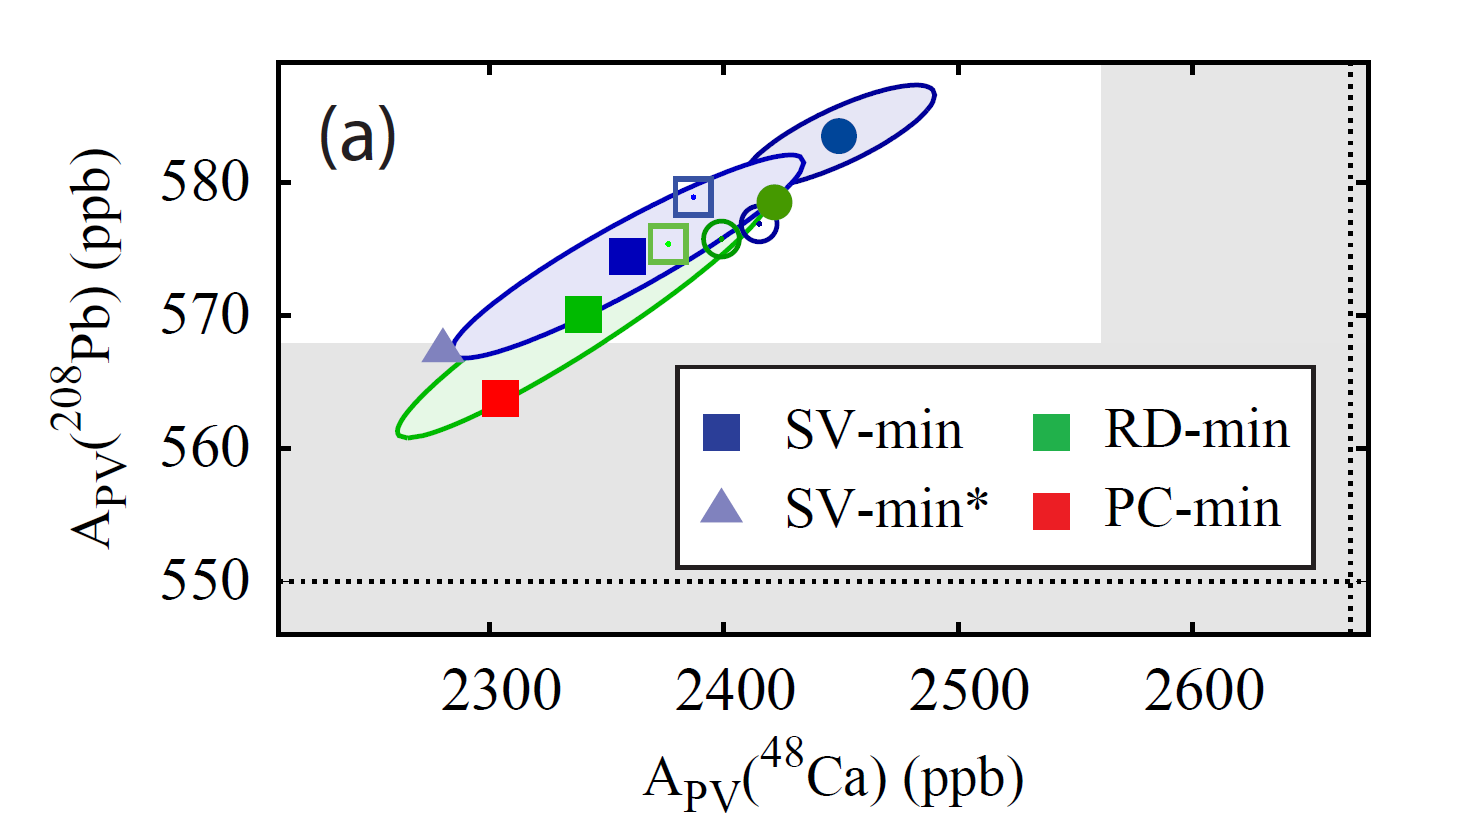 (a)
580
570
560
550
A_PV(^208Pb) (ppb)
SV-min
RD-min
SV-min*
PC-min
2300 2400 2500 2600
A_PV(^48Ca) (ppb)